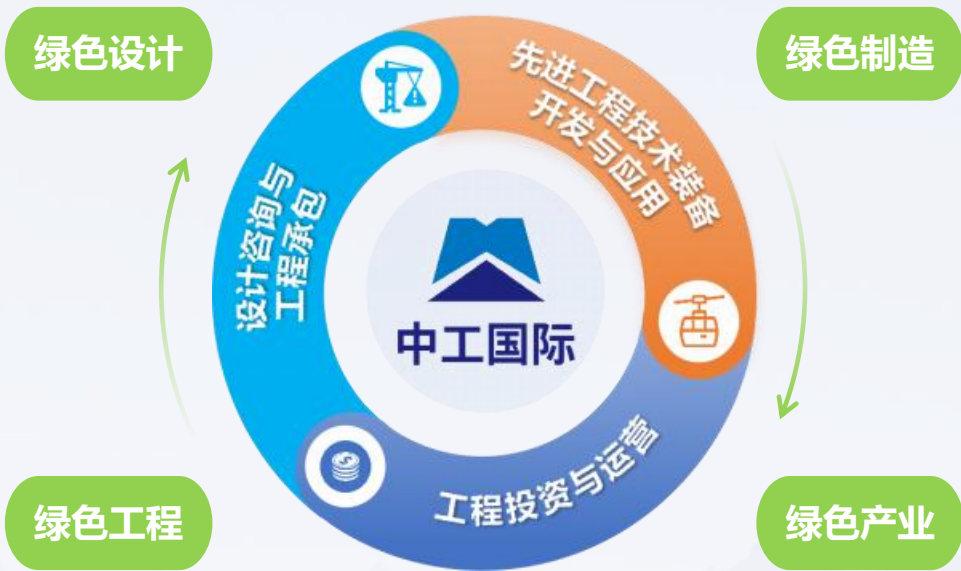 绿色设计
绿色制造
先进工程技术装备
开发与应用
设计咨询与
工程承包
中工国际
工程投资与运营
绿色工程
绿色产业